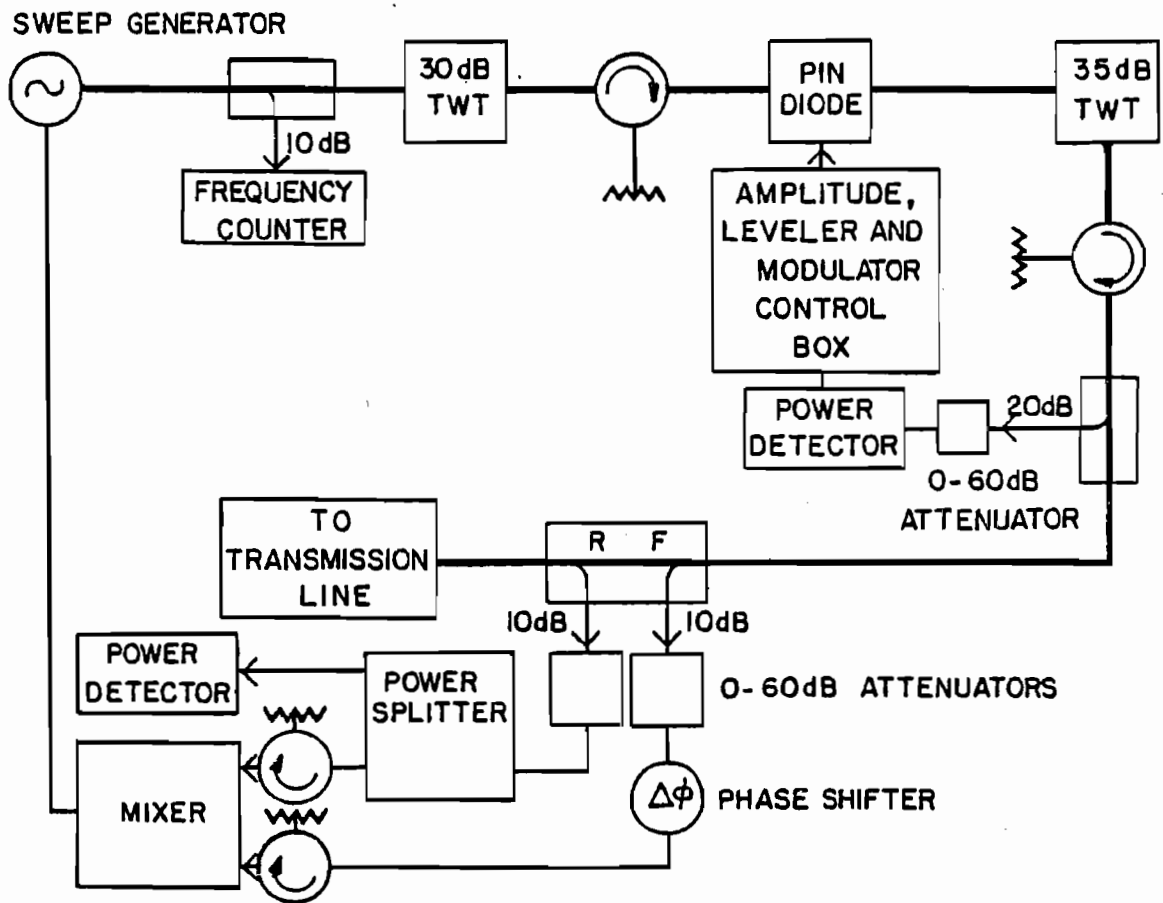 SWEEP GENERATOR
30dB
TWT
PIN
DIODE
35dB
TWT
10dB
FREQUENCY
COUNTER
AMPLITUDE,
LEVELER AND
MODULATOR
CONTROL
BOX
POWER
DETECTOR
20dB
0-60dB
ATTENUATOR
TO
TRANSMISSION
LINE
R F
10dB
10dB
POWER
DETECTOR
POWER
SPLITTER
0-60dB ATTENUATORS
MIXER
Δφ
PHASE SHIFTER